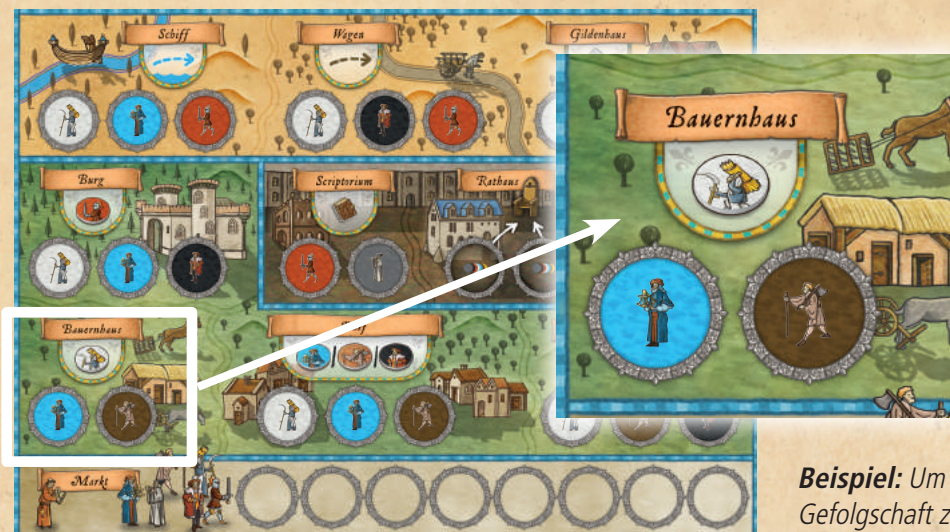 Schiff
Wagen
Gildenhaus
Burg
Scriptorium
Rathaus
Bauernhaus
Markt
Bauernhaus
Beispiel: Um
Gefolgschaft z